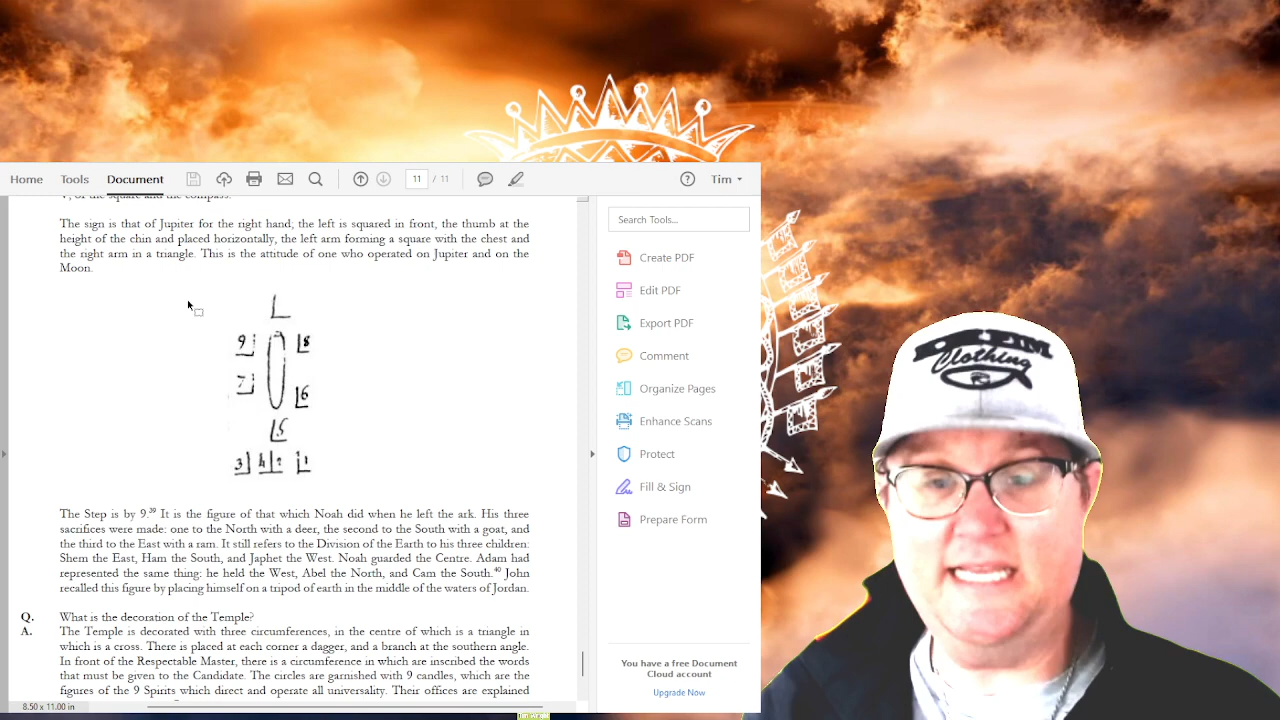 Home Tools Document 11 / 11 Tim
The sign is that of Jupiter for the right hand; the left is squared in front, the thumb at the
height of the chin and placed horizontally, the left arm forming a square with the chest and
the right arm in a triangle. This is the attitude of one who operated on Jupiter and on the
Moon.
9 8
7 6
5
3 4 2 1
The Step is by 9.³⁹ It is the figure of that which Noah did when he left the ark. His three
sacrifices were made: one to the North with a deer, the second to the South with a goat, and
the third to the East with a ram. It still refers to the Division of the Earth to his three children:
Shem the East, Ham the South, and Japhet the West. Noah guarded the Centre. Adam had
represented the same thing: he held the West, Abel the North, and Cam the South.⁴⁰ John
recalled this figure by placing himself on a tripod of earth in the middle of the waters of Jordan.
Q. What is the decoration of the Temple?
A. The Temple is decorated with three circumferences, in the centre of which is a triangle in
which is a cross. There is placed at each corner a dagger, and a branch at the southern angle.
In front of the Respectable Master, there is a circumference in which are inscribed the words
that must be given to the Candidate. The circles are garnished with 9 candles, which are the
figures of the 9 Spirits which direct and operate all universality. Their offices are explained
8.50 x 11.00 in
Search Tools...
Create PDF
Edit PDF
Export PDF
Comment
Organize Pages
Enhance Scans
Protect
Fill & Sign
Prepare Form
You have a free Document
Cloud account
Upgrade Now
Clothing